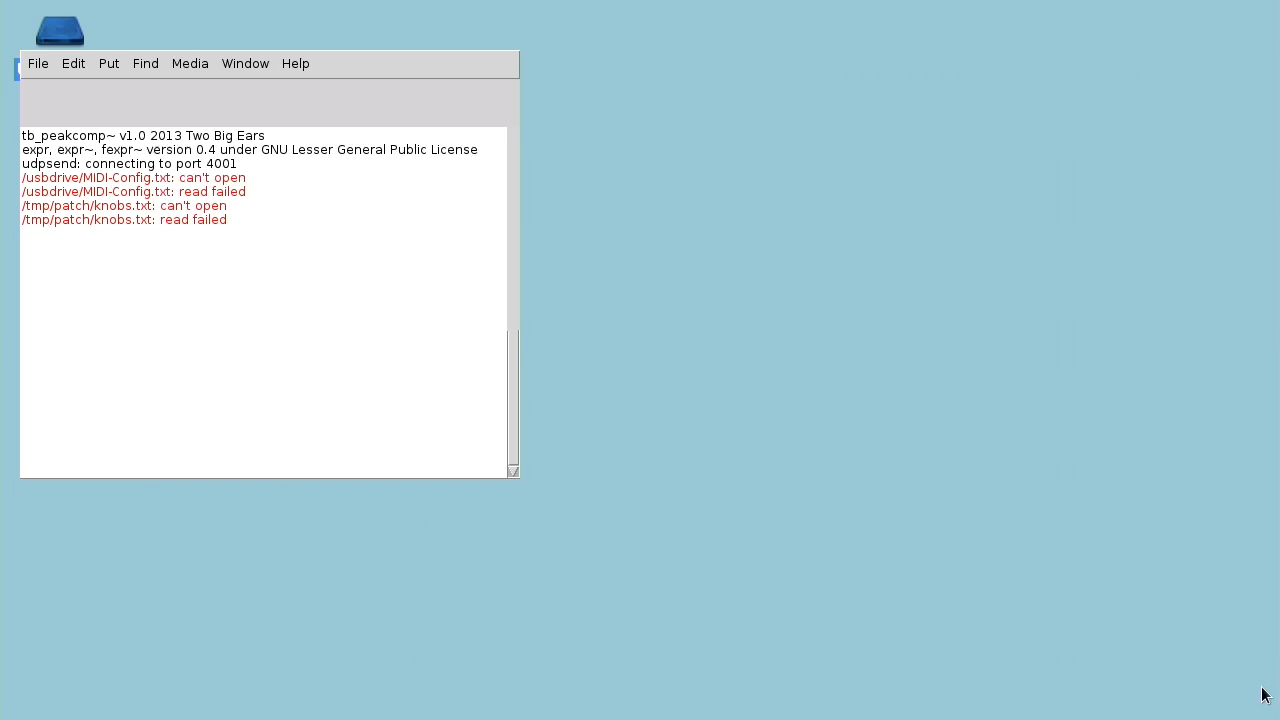 File Edit Put Find Media Window Help
tb_peakcomp~ v1.0 2013 Two Big Ears
expr, expr~, fexpr~ version 0.4 under GNU Lesser General Public License
udpsend: connecting to port 4001
/usbdrive/MIDI-Config.txt: can't open
/usbdrive/MIDI-Config.txt: read failed
/tmp/patch/knobs.txt: can't open
/tmp/patch/knobs.txt: read failed